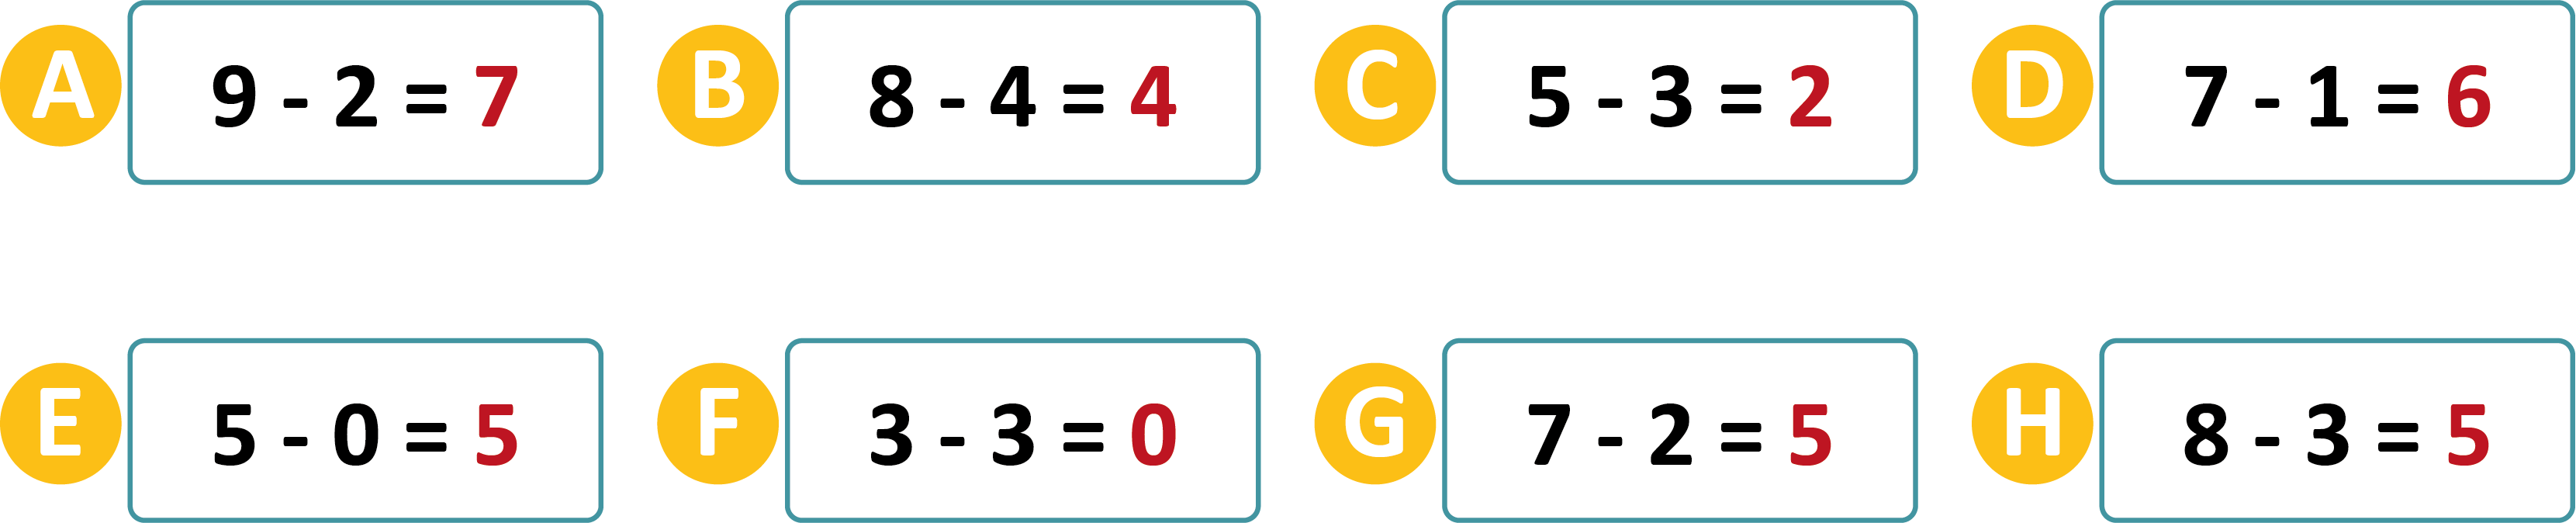 A 9 - 2 = 7 B 8 - 4 = 4 C 5 - 3 = 2 D 7 - 1 = 6
E 5 - 0 = 5 F 3 - 3 = 0 G 7 - 2 = 5 H 8 - 3 = 5